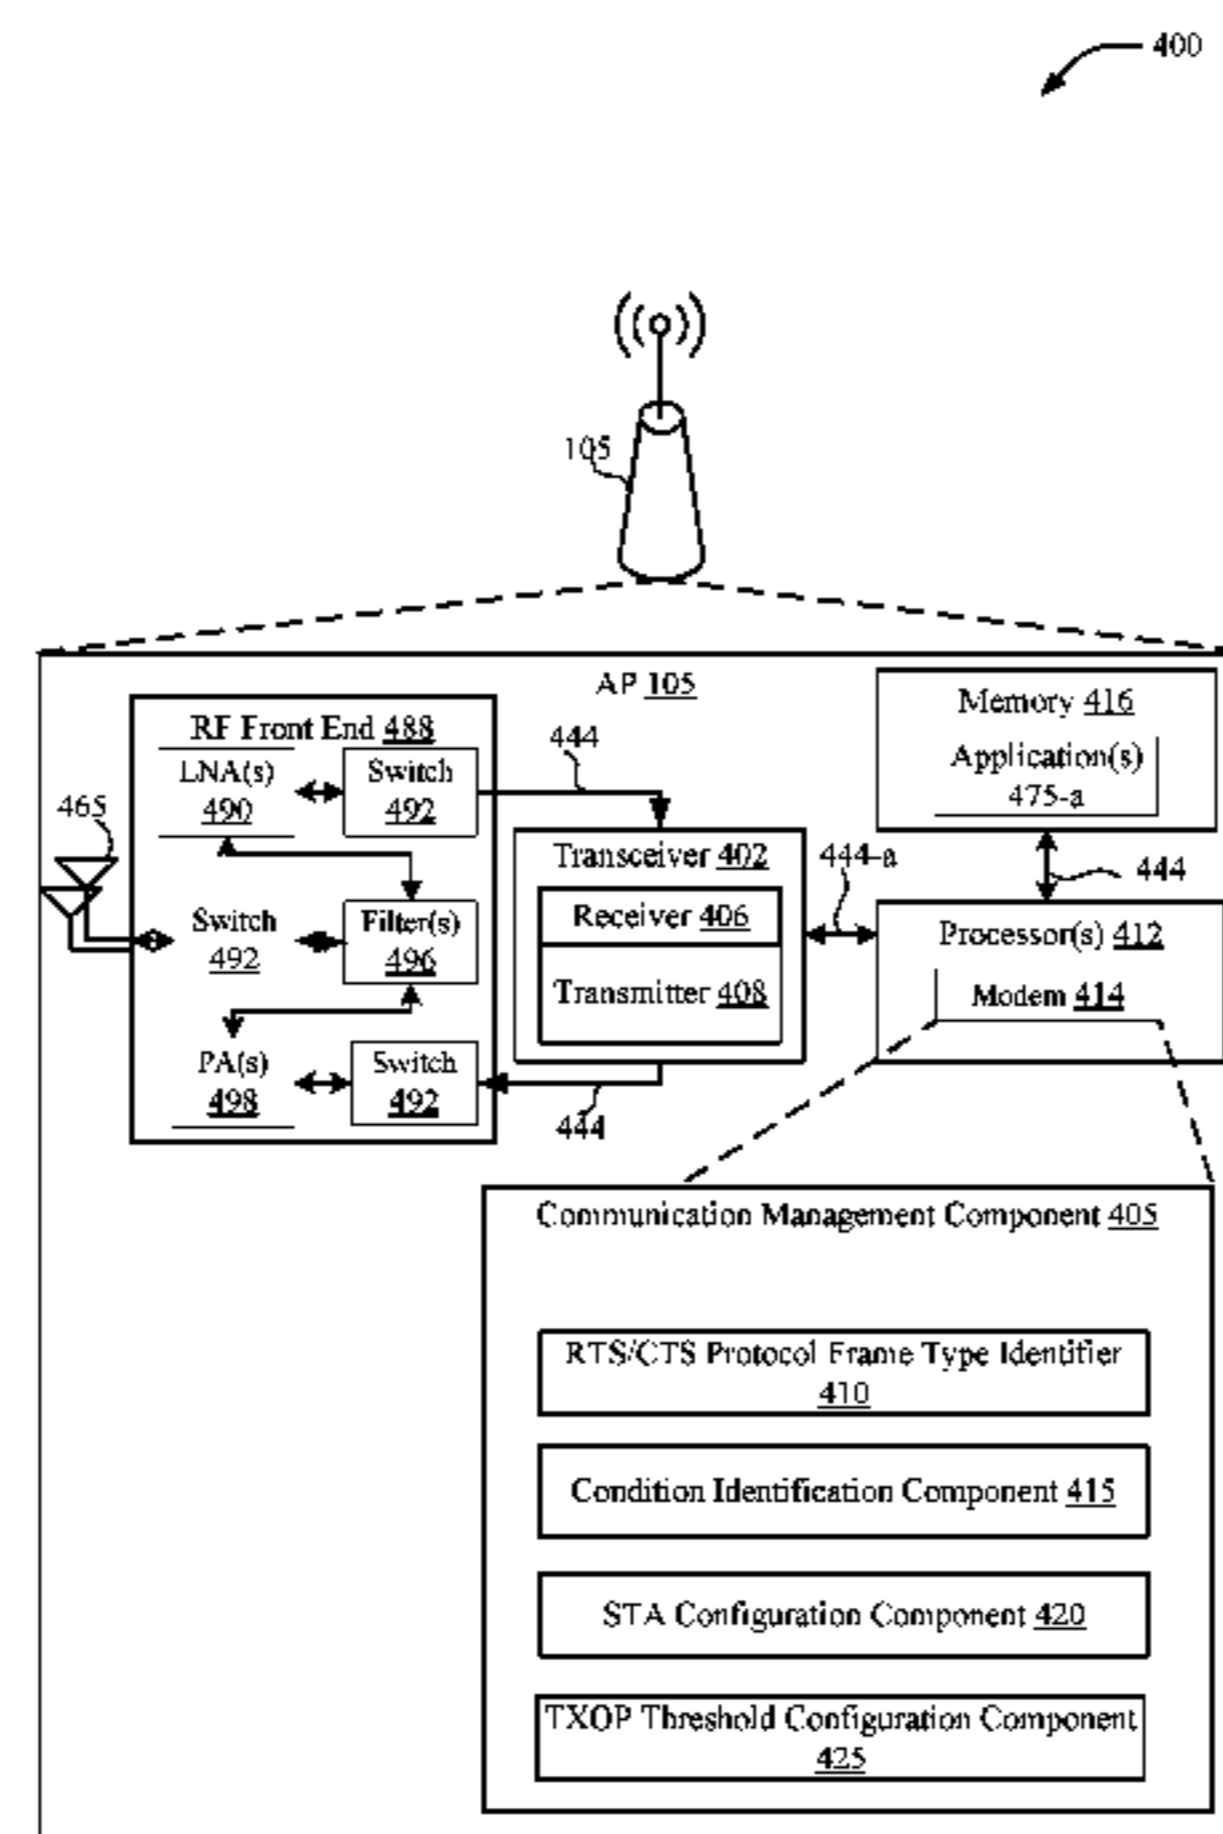 400
105
AP 105
RF Front End 488
LNA(s)
490
Switch
492
444
Memory 416
Application(s)
475-a
465
Transceiver 402
444-a
444
Receiver 406
Switch
492
Filter(s)
496
Processor(s) 412
Transmitter 408
Modem 414
PA(s)
498
Switch
492
444
Communication Management Component 405
RTS/CTS Protocol Frame Type Identifier
410
Condition Identification Component 415
STA Configuration Component 420
TXOP Threshold Configuration Component
425